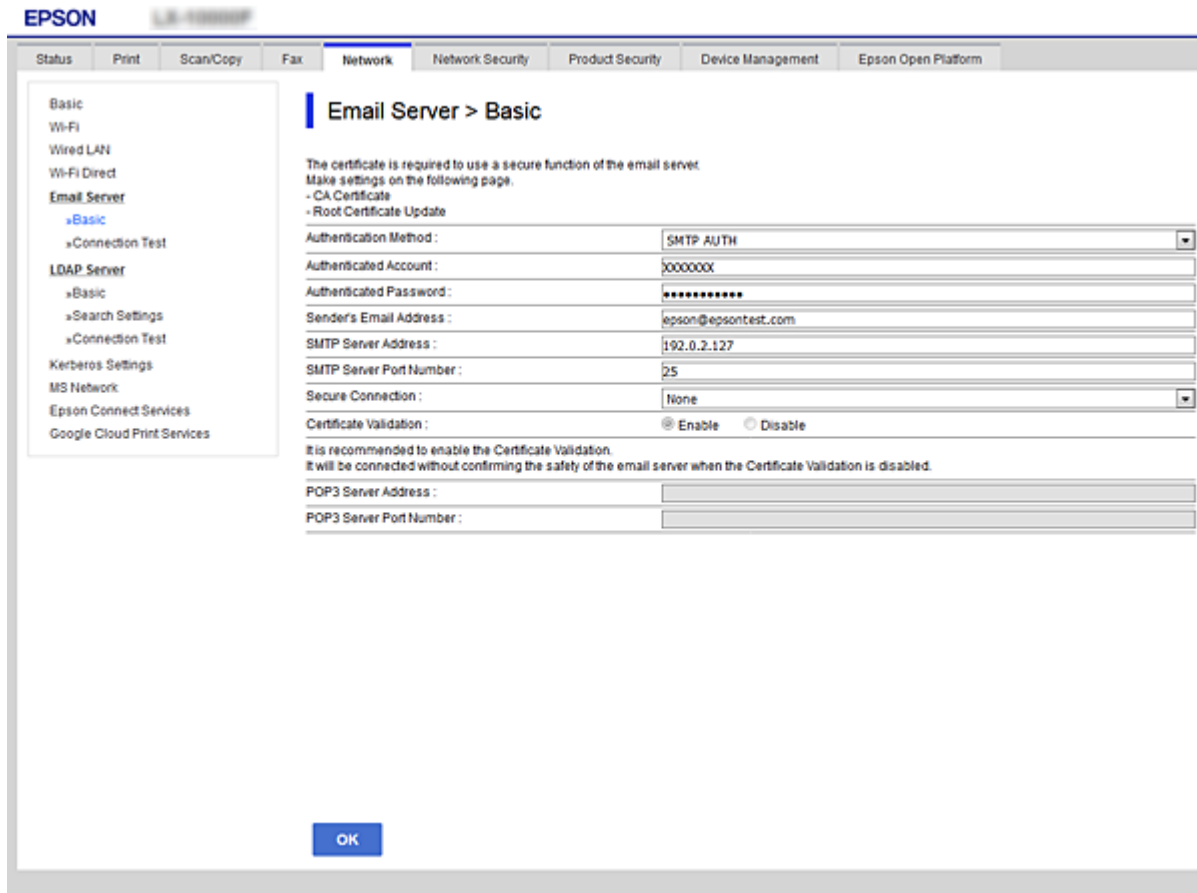 EPSON
Status Print Scan/Copy Fax Network Network Security Product Security Device Management Epson Open Platform
Basic
Wi-Fi
Wired LAN
Wi-Fi Direct
Email Server
»Basic
»Connection Test
LDAP Server
»Basic
»Search Settings
»Connection Test
Kerberos Settings
MS Network
Epson Connect Services
Google Cloud Print Services
Email Server > Basic
The certificate is required to use a secure function of the email server.
Make settings on the following page.
- CA Certificate
- Root Certificate Update
Authentication Method : SMTP AUTH
Authenticated Account : XXXXXXX
Authenticated Password : •••••••••••
Sender's Email Address : epson@epsontest.com
SMTP Server Address : 192.0.2.127
SMTP Server Port Number : 25
Secure Connection : None
Certificate Validation : Enable Disable
It is recommended to enable the Certificate Validation.
It will be connected without confirming the safety of the email server when the Certificate Validation is disabled.
POP3 Server Address :
POP3 Server Port Number :
OK